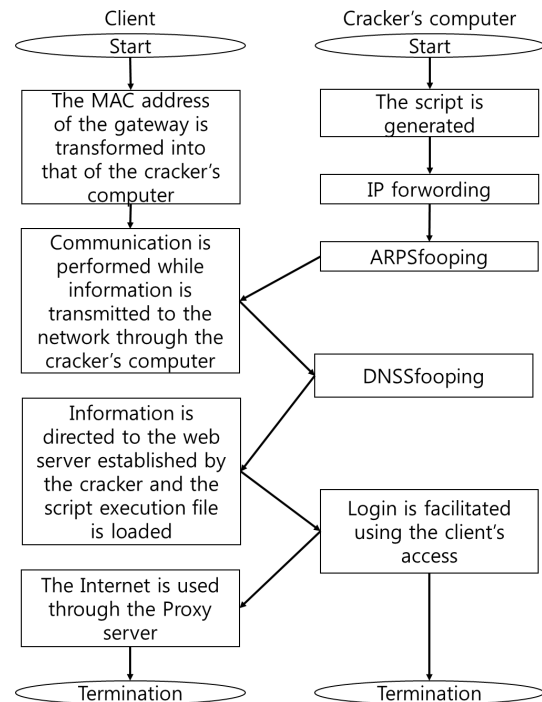 Client
Start
The MAC address
of the gateway is
transformed into
that of the cracker's
computer
Communication is
performed while
information is
transmitted to the
network through the
cracker's computer
Information is
directed to the web
server established by
the cracker and the
script execution file
is loaded
The Internet is used
through the Proxy
server
Termination
Cracker's computer
Start
The script is
generated
IP forwording
ARPSfooping
DNSSfooping
Login is facilitated
using the client's
access
Termination